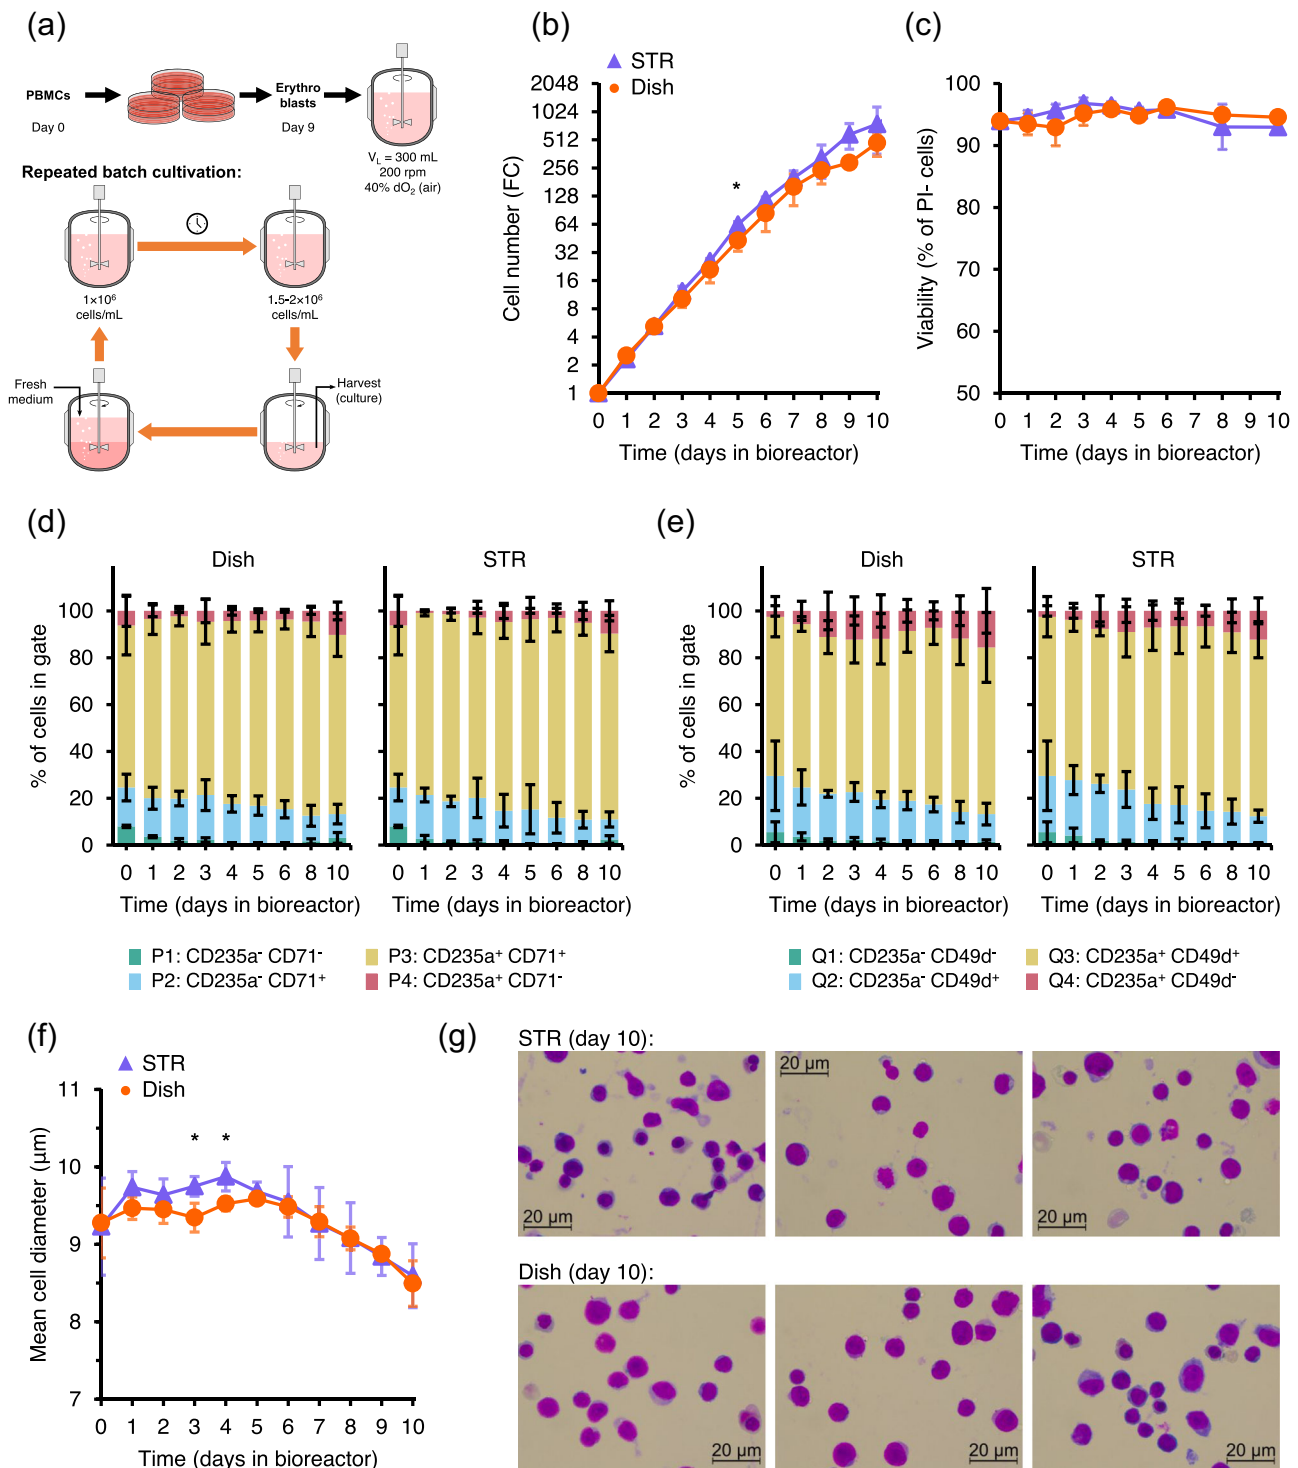 (a)
PBMCs
Day 0
Erythro
blasts
Day 9
V_L = 300 mL
200 rpm
40% dO₂ (air)
Repeated batch cultivation:
1×10⁶
cells/mL
1.5-2×10⁶
cells/mL
Fresh
medium
Harvest
(culture)
(b)
STR
Dish
Cell number (FC)
2048
1024
512
256
128
64
32
16
8
4
2
1
*
0 1 2 3 4 5 6 7 8 9 10
Time (days in bioreactor)
(c)
Viability (% of PI- cells)
100
90
80
70
60
50
0 1 2 3 4 5 6 7 8 10
Time (days in bioreactor)
(d)
Dish
STR
% of cells in gate
100
80
60
40
20
0
0 1 2 3 4 5 6 8 10
0 1 2 3 4 5 6 8 10
Time (days in bioreactor)
Time (days in bioreactor)
P1: CD235a⁻ CD71⁻
P2: CD235a⁻ CD71⁺
P3: CD235a⁺ CD71⁺
P4: CD235a⁺ CD71⁻
(e)
Dish
STR
% of cells in gate
100
80
60
40
20
0
0 1 2 3 4 5 6 8 10
0 1 2 3 4 5 6 8 10
Time (days in bioreactor)
Time (days in bioreactor)
Q1: CD235a⁻ CD49d⁻
Q2: CD235a⁻ CD49d⁺
Q3: CD235a⁺ CD49d⁺
Q4: CD235a⁺ CD49d⁻
(f)
STR
Dish
Mean cell diameter (μm)
11
10
9
8
7
* *
0 1 2 3 4 5 6 7 8 9 10
Time (days in bioreactor)
(g)
STR (day 10):
20 μm
20 μm
20 μm
20 μm
Dish (day 10):
20 μm
20 μm
20 μm